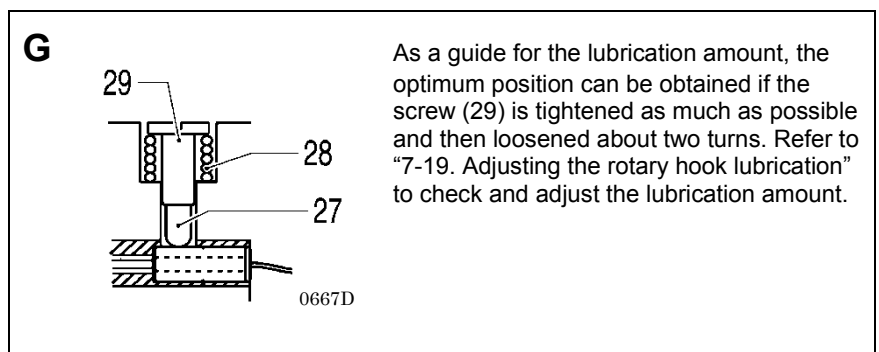 G
29
28
27
0667D
As a guide for the lubrication amount, the
optimum position can be obtained if the
screw (29) is tightened as much as possible
and then loosened about two turns. Refer to
“7-19. Adjusting the rotary hook lubrication”
to check and adjust the lubrication amount.